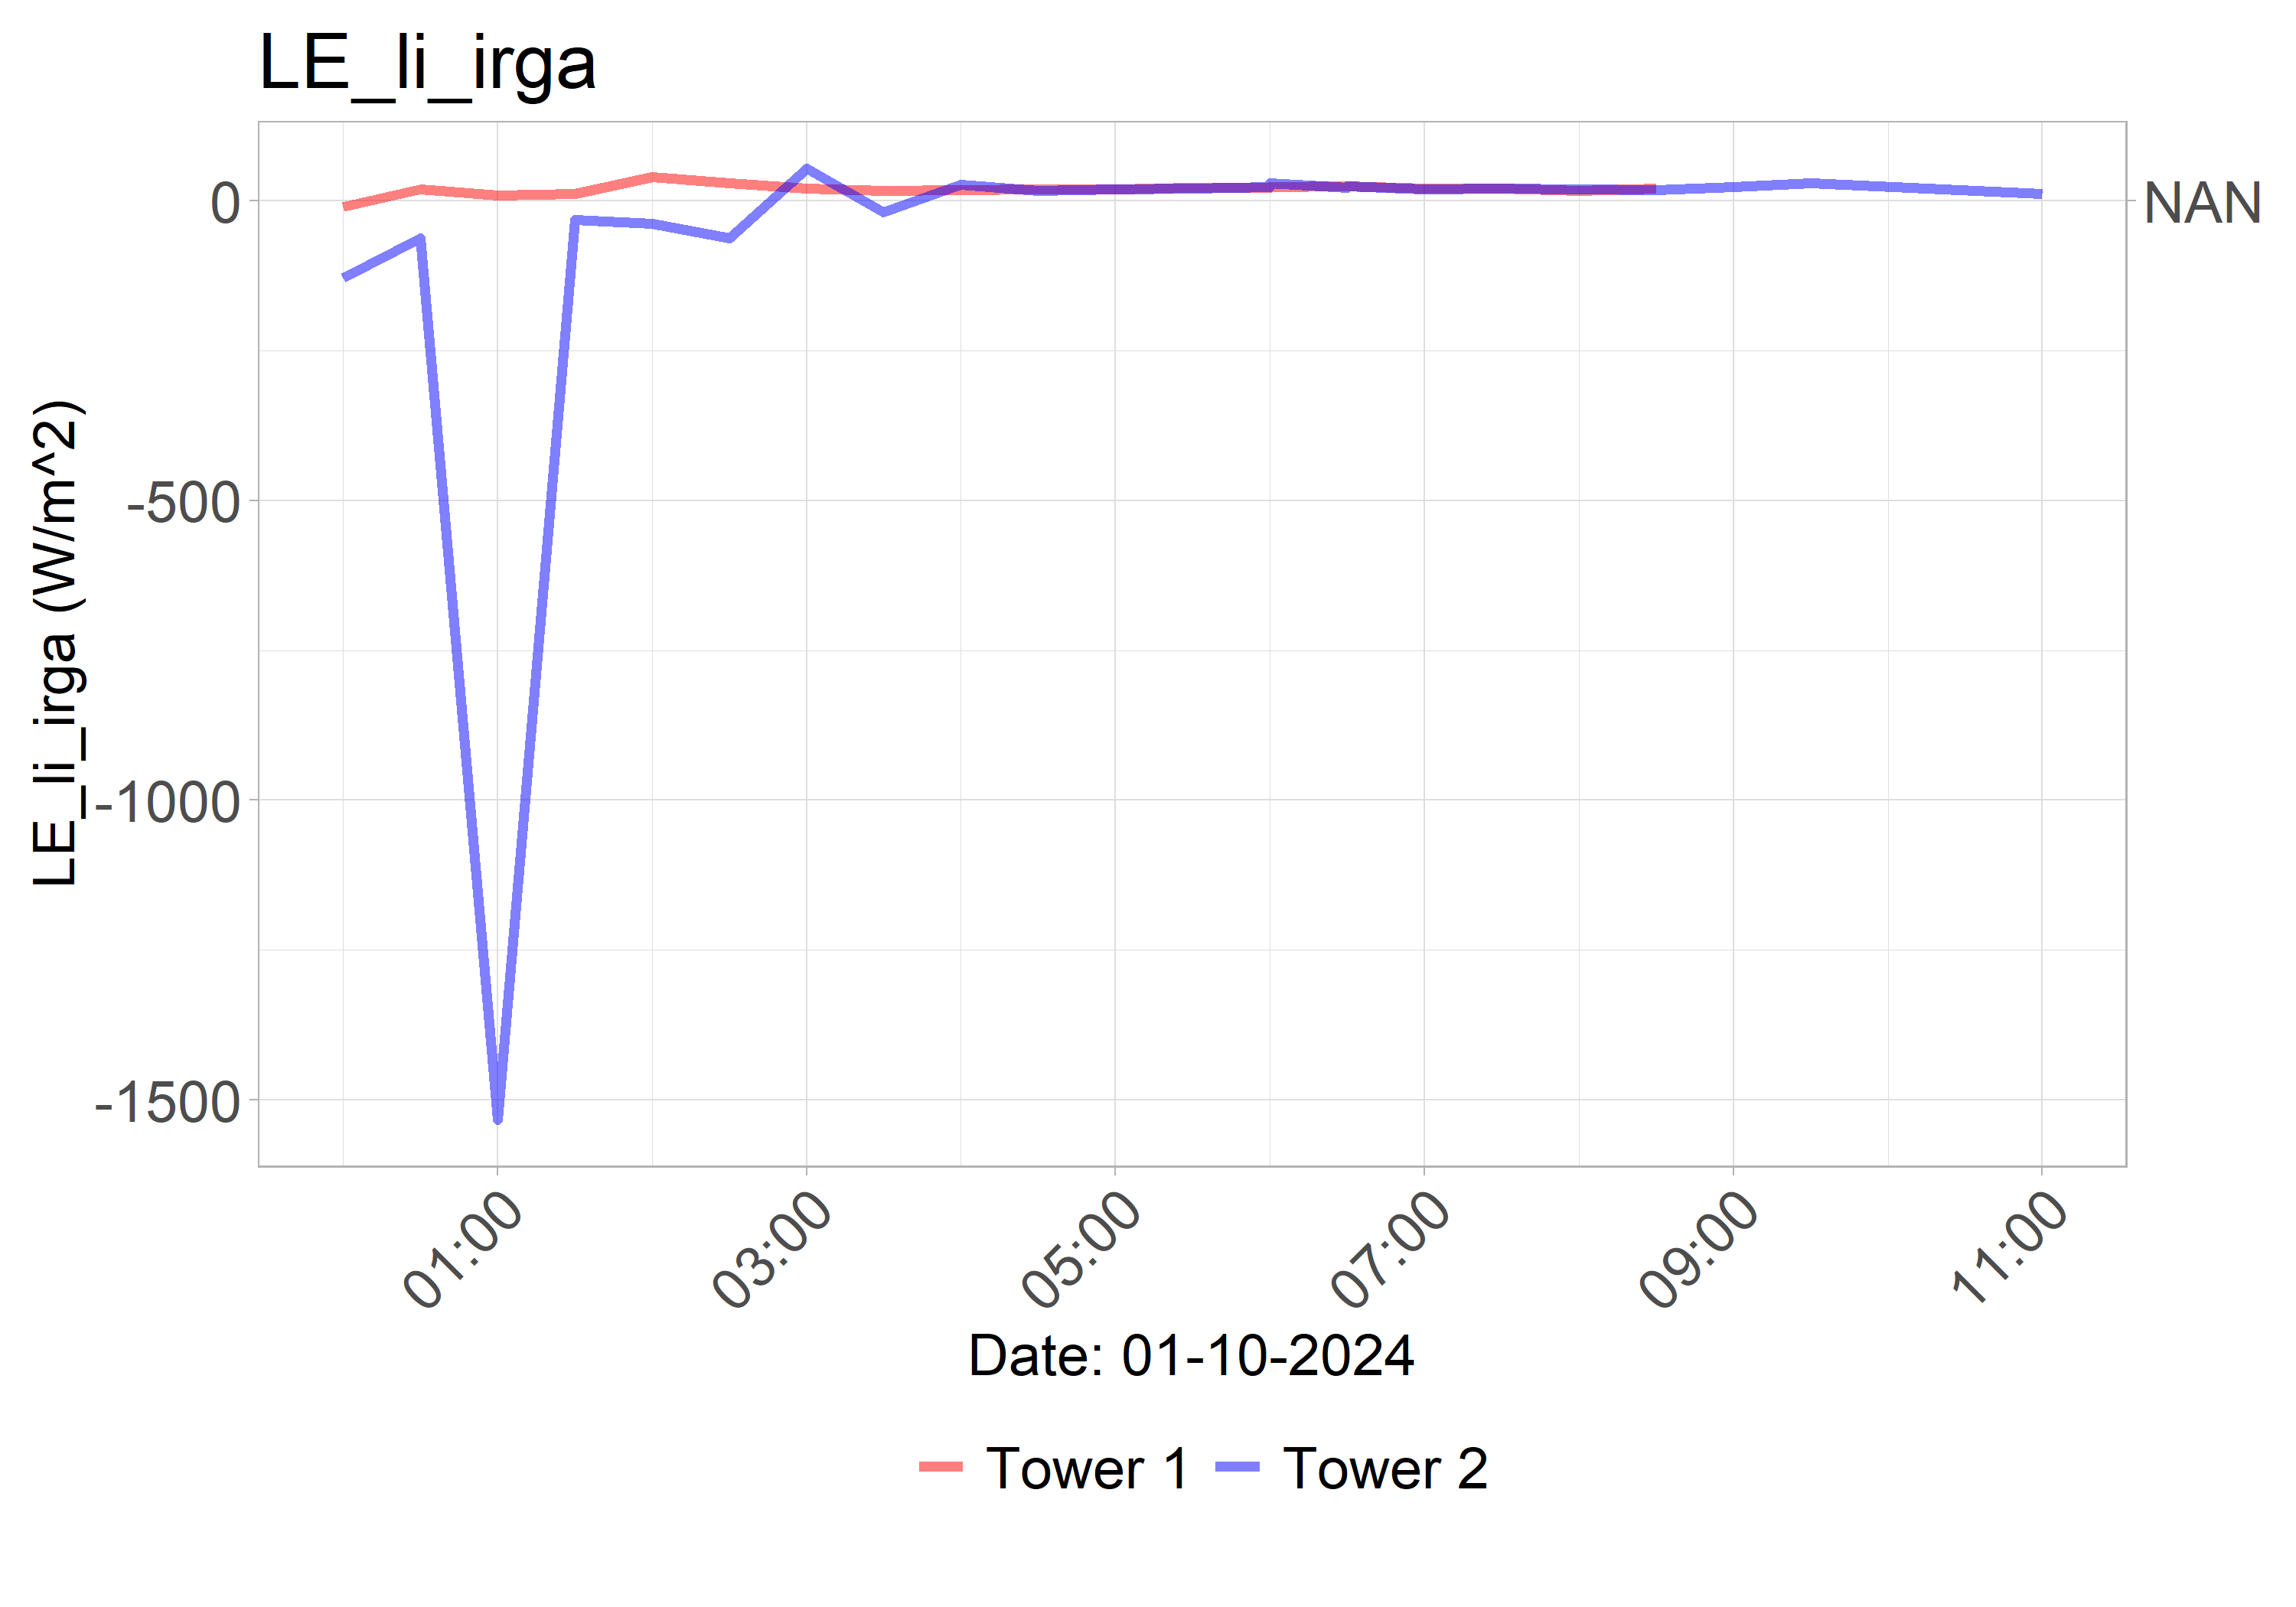 LE_li_irga
LE_li_irga (W/m^2)
0
-500
-1000
-1500
NAN
01:00
03:00
05:00
07:00
09:00
11:00
Date: 01-10-2024
Tower 1
Tower 2